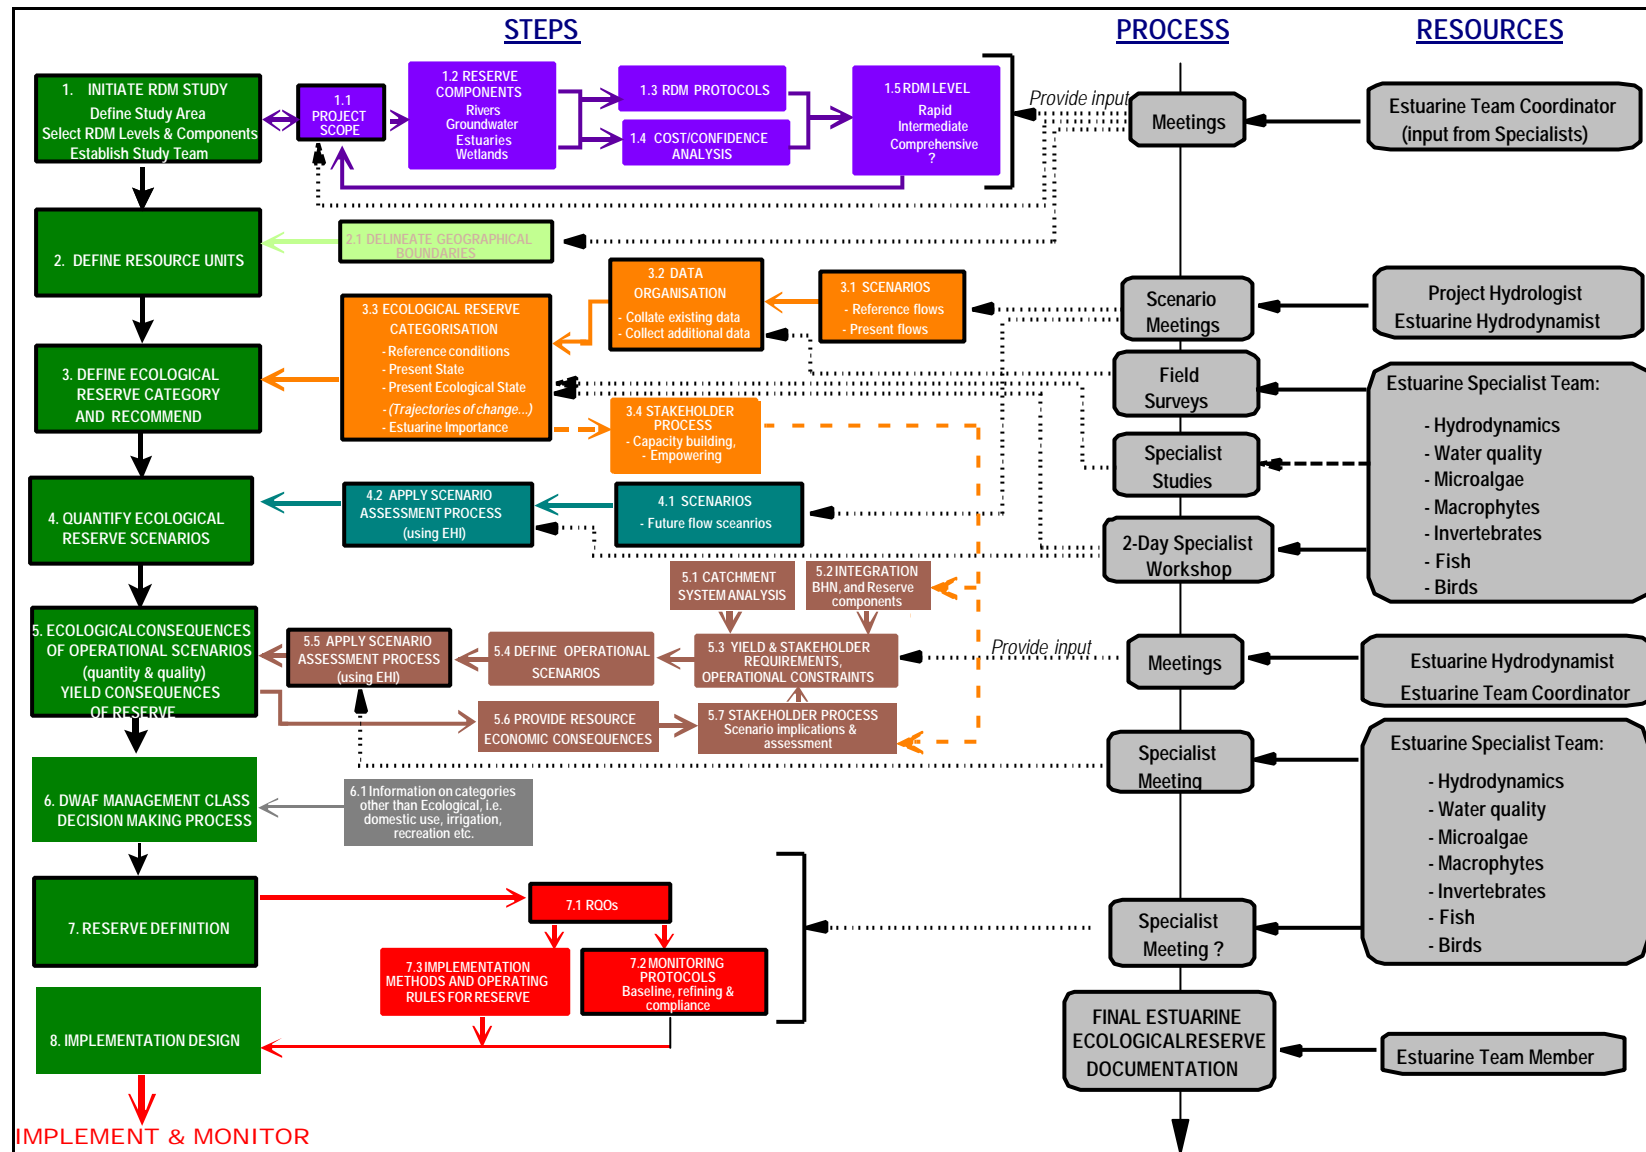 STEPS
PROCESS
RESOURCES
1. INITIATE RDM STUDY
Define Study Area
Select RDM Levels & Components
Establish Study Team
1.1
PROJECT
SCOPE
1.2 RESERVE
COMPONENTS
Rivers
Groundwater
Estuaries
Wetlands
1.3 RDM PROTOCOLS
1.4 COST/CONFIDENCE
ANALYSIS
1.5 RDM LEVEL
Rapid
Intermediate
Comprehensive
?
Provide input
Meetings
Estuarine Team Coordinator
(input from Specialists)
2. DEFINE RESOURCE UNITS
2.1 DELINEATE GEOGRAPHICAL
BOUNDARIES
3. DEFINE ECOLOGICAL
RESERVE CATEGORY
AND RECOMMEND
3.3 ECOLOGICAL RESERVE
CATEGORISATION
- Reference conditions
- Present State
- Present Ecological State
- (Trajectories of change...)
- Estuarine Importance
3.2 DATA
ORGANISATION
- Collate existing data
- Collect additional data
3.1 SCENARIOS
- Reference flows
- Present flows
3.4 STAKEHOLDER
PROCESS
- Capacity building,
- Empowering
Scenario
Meetings
Project Hydrologist
Estuarine Hydrodynamist
Field
Surveys
Specialist
Studies
2-Day Specialist
Workshop
Estuarine Specialist Team:
- Hydrodynamics
- Water quality
- Microalgae
- Macrophytes
- Invertebrates
- Fish
- Birds
4. QUANTIFY ECOLOGICAL
RESERVE SCENARIOS
4.2 APPLY SCENARIO
ASSESSMENT PROCESS
(using EHI)
4.1 SCENARIOS
- Future flow sceanrios
5. ECOLOGICALCONSEQUENCES
OF OPERATIONAL SCENARIOS
(quantity & quality)
YIELD CONSEQUENCES
OF RESERVE
5.5 APPLY SCENARIO
ASSESSMENT PROCESS
(using EHI)
5.4 DEFINE OPERATIONAL
SCENARIOS
5.1 CATCHMENT
SYSTEM ANALYSIS
5.2 INTEGRATION
BHN, and Reserve
components
5.3 YIELD & STAKEHOLDER
REQUIREMENTS,
OPERATIONAL CONSTRAINTS
5.6 PROVIDE RESOURCE
ECONOMIC CONSEQUENCES
5.7 STAKEHOLDER PROCESS
Scenario implications &
assessment
Provide input
Meetings
Estuarine Hydrodynamist
Estuarine Team Coordinator
Specialist
Meeting
Estuarine Specialist Team:
- Hydrodynamics
- Water quality
- Microalgae
- Macrophytes
- Invertebrates
- Fish
- Birds
6. DWAF MANAGEMENT CLASS
DECISION MAKING PROCESS
6.1 Information on categories
other than Ecological, i.e.
domestic use, irrigation,
recreation etc.
7. RESERVE DEFINITION
7.1 RQOs
7.3 IMPLEMENTATION
METHODS AND OPERATING
RULES FOR RESERVE
7.2 MONITORING
PROTOCOLS
Baseline, refining &
compliance
Specialist
Meeting ?
8. IMPLEMENTATION DESIGN
FINAL ESTUARINE
ECOLOGICALRESERVE
DOCUMENTATION
Estuarine Team Member
IMPLEMENT & MONITOR